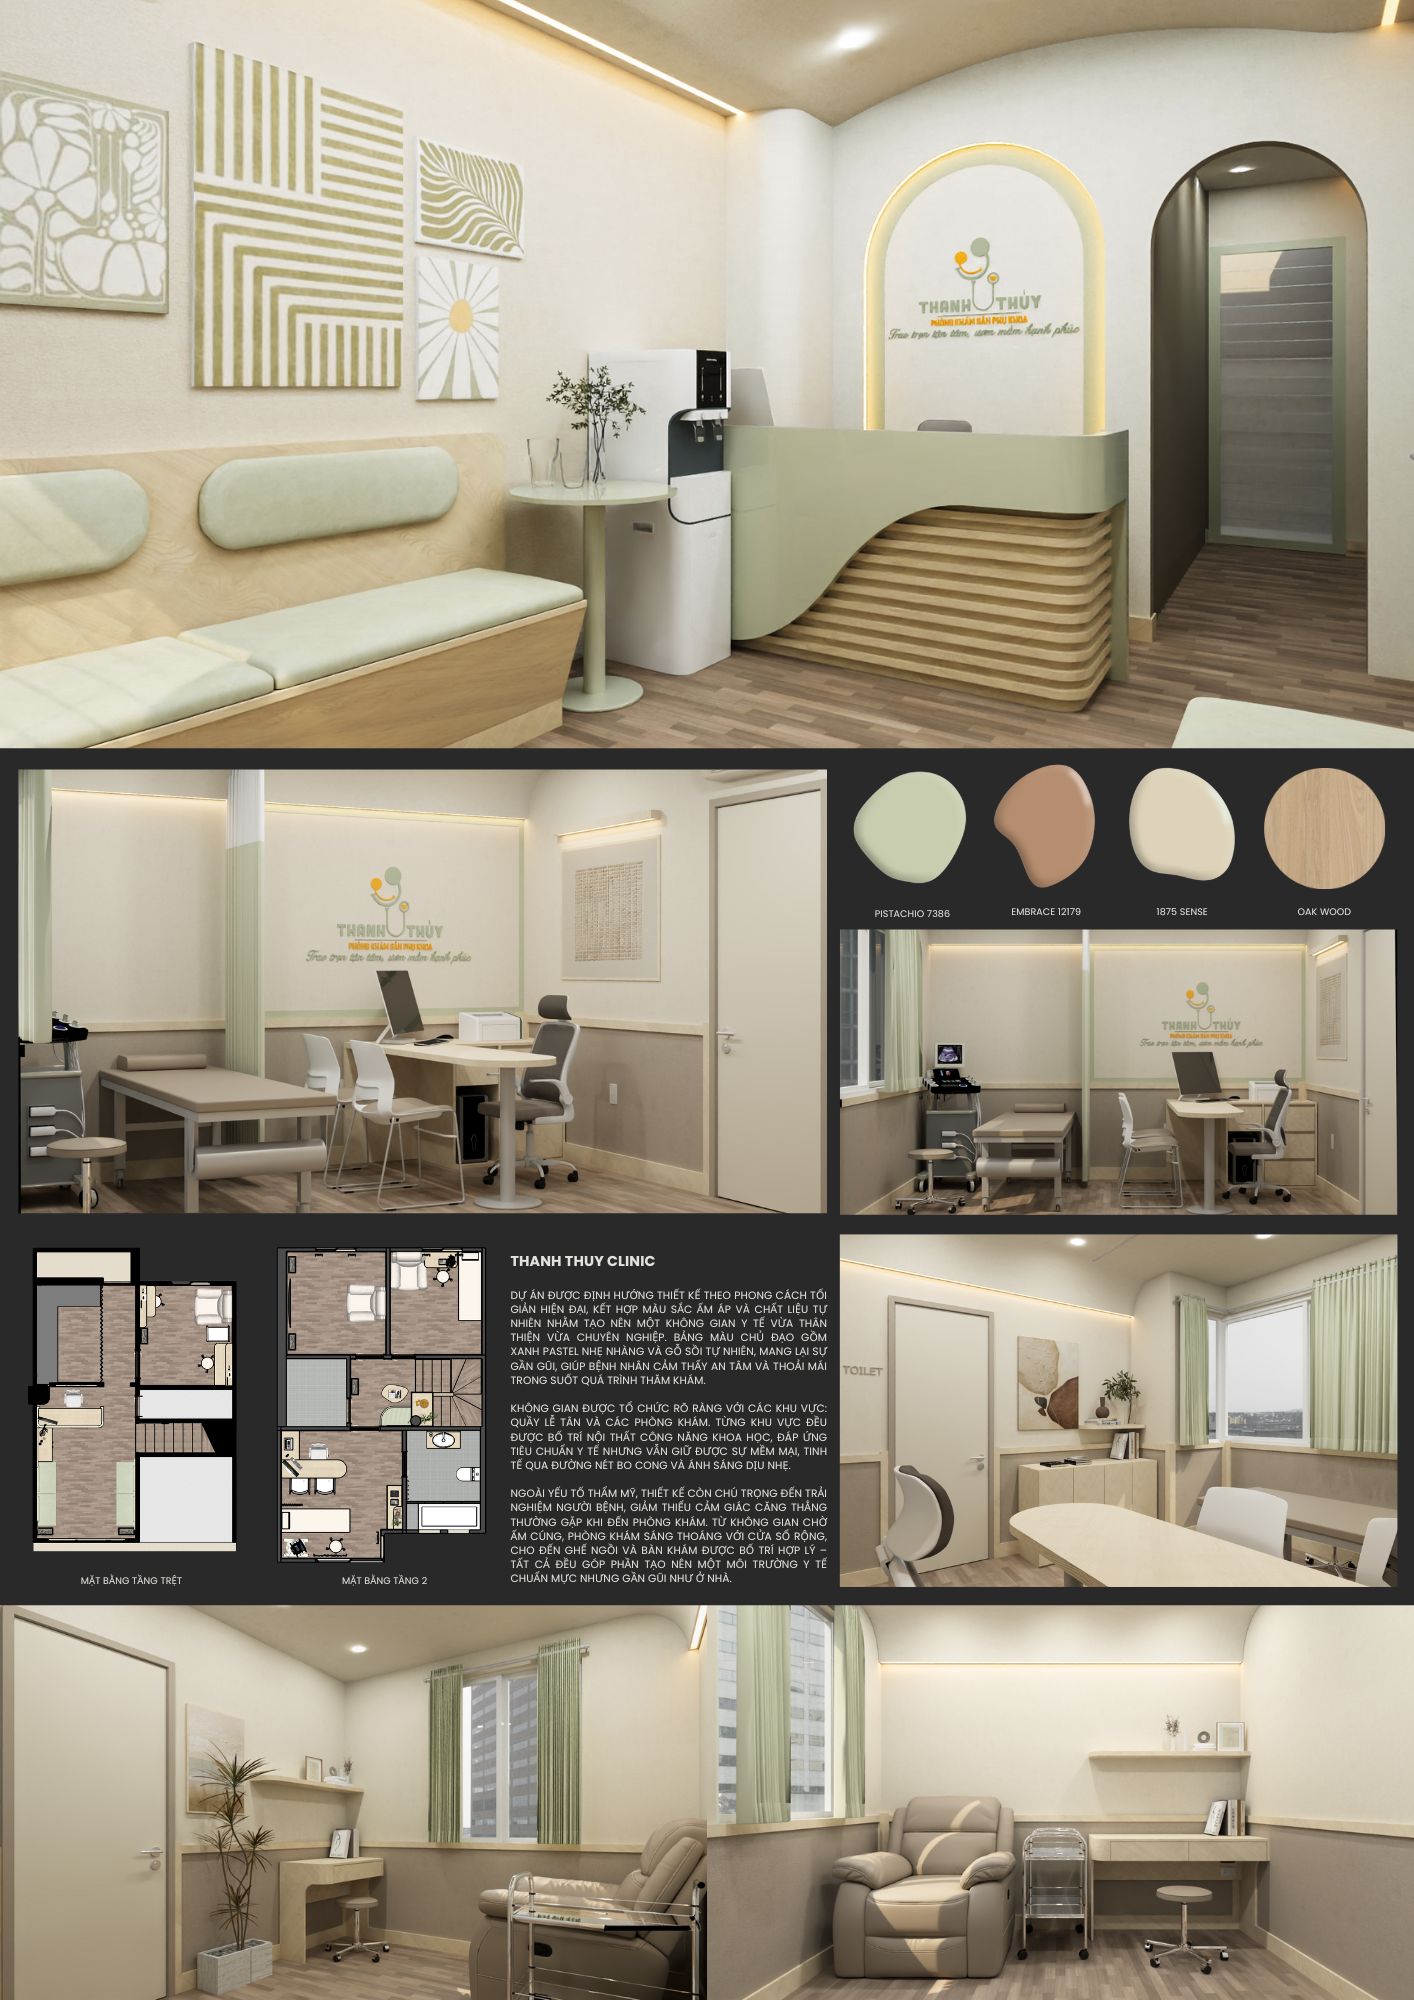 THANH THỦY
PHÒNG KHÁM SẢN PHỤ KHOA
Trao trọn tận tâm, ươm mầm hạnh phúc
THANH THỦY
PHÒNG KHÁM SẢN PHỤ KHOA
Trao trọn tận tâm, ươm mầm hạnh phúc
PISTACHIO 7386
EMBRACE 12179
1875 SENSE
OAK WOOD
THANH THỦY
PHÒNG KHÁM SẢN PHỤ KHOA
Trao trọn tận tâm, ươm mầm hạnh phúc
THANH THUY CLINIC
DỰ ÁN ĐƯỢC ĐỊNH HƯỚNG THIẾT KẾ THEO PHONG CÁCH TỐI
GIẢN HIỆN ĐẠI, KẾT HỢP MÀU SẮC ẤM ÁP VÀ CHẤT LIỆU TỰ
NHIÊN NHẰM TẠO NÊN MỘT KHÔNG GIAN Y TẾ VỪA THÂN
THIỆN VỪA CHUYÊN NGHIỆP. BẢNG MÀU CHỦ ĐẠO GỒM
XANH PASTEL NHẸ NHÀNG VÀ GỖ SỒI TỰ NHIÊN, MANG LẠI SỰ
GẦN GŨI, GIÚP BỆNH NHÂN CẢM THẤY AN TÂM VÀ THOẢI MÁI
TRONG SUỐT QUÁ TRÌNH THĂM KHÁM.
KHÔNG GIAN ĐƯỢC TỔ CHỨC RÕ RÀNG VỚI CÁC KHU VỰC:
QUẦY LỄ TÂN VÀ CÁC PHÒNG KHÁM. TỪNG KHU VỰC ĐỀU
ĐƯỢC BỐ TRÍ NỘI THẤT CÔNG NĂNG KHOA HỌC, ĐÁP ỨNG
TIÊU CHUẨN Y TẾ NHƯNG VẪN GIỮ ĐƯỢC SỰ MỀM MẠI, TINH
TẾ QUA ĐƯỜNG NÉT BO CONG VÀ ÁNH SÁNG DỊU NHẸ.
NGOÀI YẾU TỐ THẨM MỸ, THIẾT KẾ CÒN CHÚ TRỌNG ĐẾN TRẢI
NGHIỆM NGƯỜI BỆNH, GIẢM THIỂU CẢM GIÁC CĂNG THẲNG
THƯỜNG GẶP KHI ĐẾN PHÒNG KHÁM. TỪ KHÔNG GIAN CHỜ
ẤM CÚNG, PHÒNG KHÁM SÁNG THOÁNG VỚI CỬA SỔ RỘNG,
CHO ĐẾN GHẾ NGỒI VÀ BÀN KHÁM ĐƯỢC BỐ TRÍ HỢP LÝ –
TẤT CẢ ĐỀU GÓP PHẦN TẠO NÊN MỘT MÔI TRƯỜNG Y TẾ
CHUẨN MỰC NHƯNG GẦN GŨI NHƯ Ở NHÀ.
MẶT BẰNG TẦNG TRỆT
MẶT BẰNG TẦNG 2
TOILET